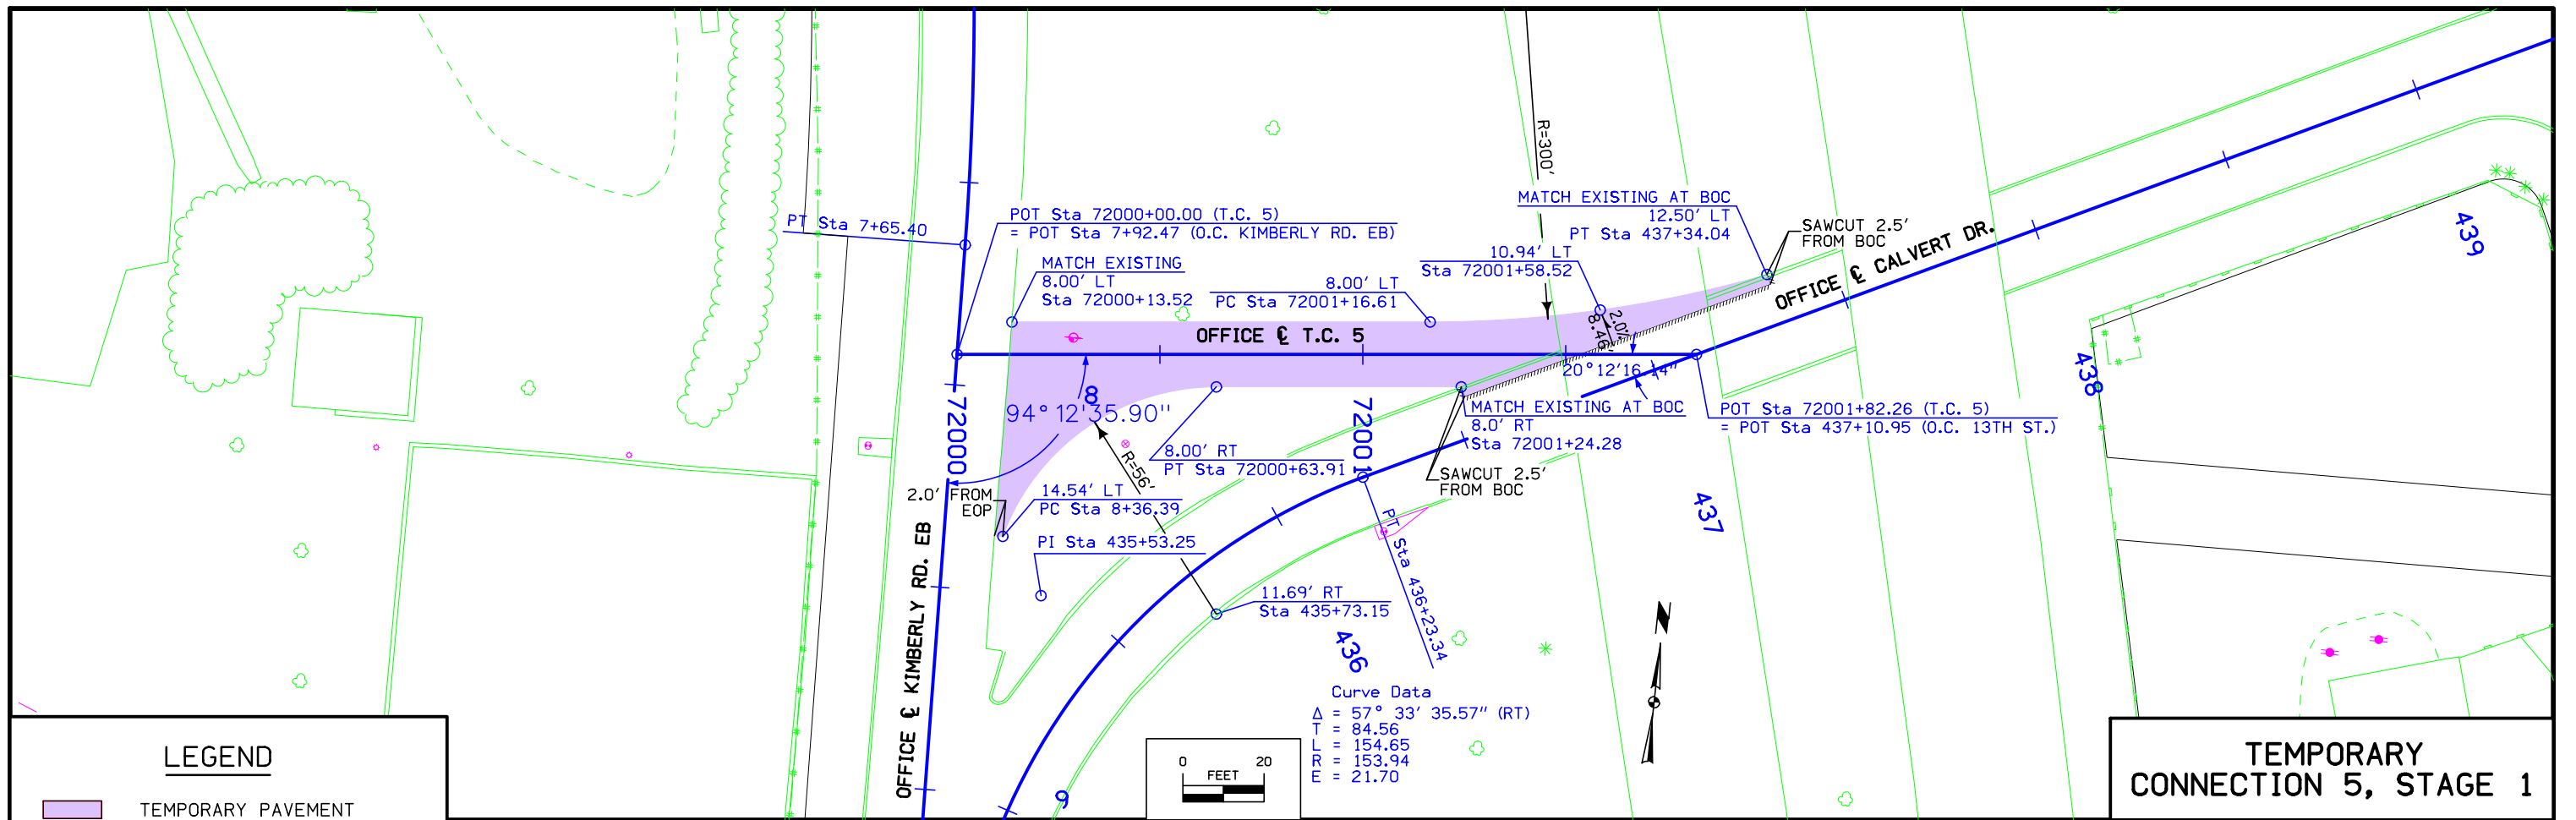 PT Sta 7+65.40
POT Sta 72000+00.00 (T.C. 5)
= POT Sta 7+92.47 (O.C. KIMBERLY RD. EB)
MATCH EXISTING
8.00' LT
Sta 72000+13.52
8.00' LT
PC Sta 72001+16.61
R=300'
MATCH EXISTING AT BOC
12.50' LT
PT Sta 437+34.04
10.94' LT
Sta 72001+58.52
SAWCUT 2.5'
FROM BOC
OFFICE ℄ CALVERT DR.
439
438
437
436
OFFICE ℄ T.C. 5
2.0'
8.46'
20°12'16.14"
72000
72001
8
94°12'35.90"
MATCH EXISTING AT BOC
8.0' RT
Sta 72001+24.28
POT Sta 72001+82.26 (T.C. 5)
= POT Sta 437+10.95 (O.C. 13TH ST.)
8.00' RT
PT Sta 72000+63.91
R=56'
SAWCUT 2.5'
FROM BOC
2.0' FROM
EOP
14.54' LT
PC Sta 8+36.39
PI Sta 435+53.25
11.69' RT
Sta 435+73.15
PT Sta 436+23.34
OFFICE ℄ KIMBERLY RD. EB
9
N
Curve Data
Δ = 57° 33' 35.57" (RT)
T = 84.56
L = 154.65
R = 153.94
E = 21.70
0 20
FEET
LEGEND
TEMPORARY PAVEMENT
TEMPORARY
CONNECTION 5, STAGE 1